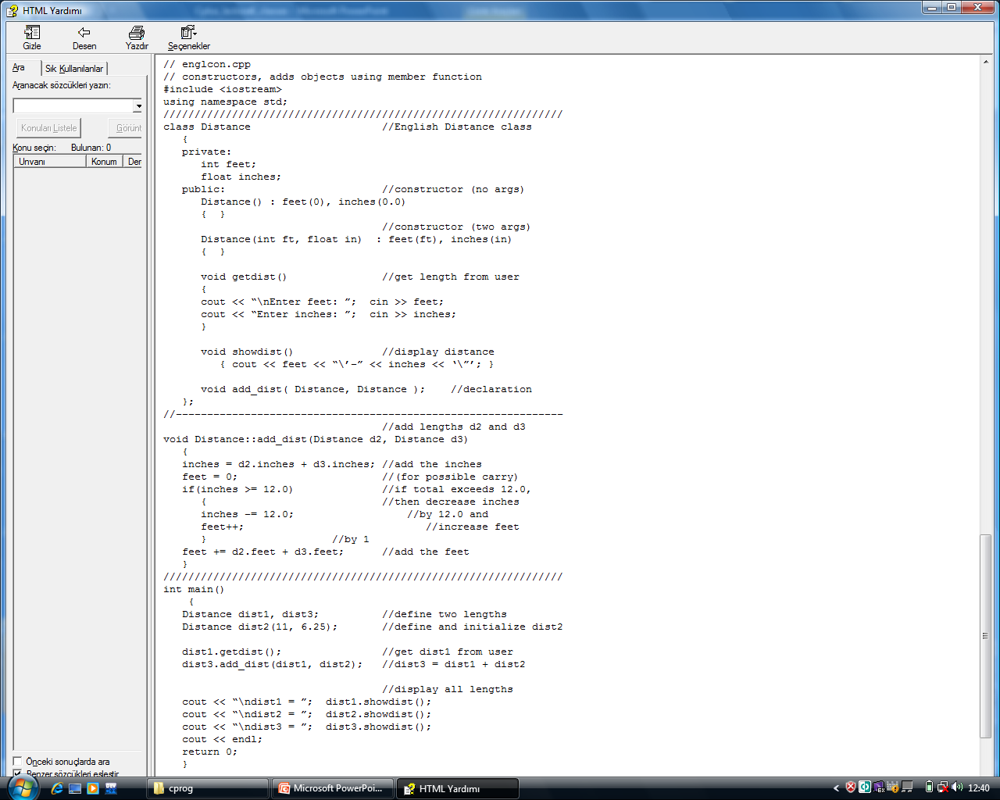 HTML Yardımı
Gizle
Desen
Yazdır
Seçenekler
Ara
Sık Kullanılanlar
Aranacak sözcükleri yazın:
Konuları Listele
Görünt
Konu seçin:
Bulunan: 0
Unvanı
Konum
Der
// englcon.cpp
// constructors, adds objects using member function
#include <iostream>
using namespace std;
////////////////////////////////////////////////////////////////
class Distance                     //English Distance class
   {
   private:
      int feet;
      float inches;
   public:                         //constructor (no args)
      Distance() : feet(0), inches(0.0)
      {  }
                                   //constructor (two args)
      Distance(int ft, float in)  : feet(ft), inches(in)
      {  }
      void getdist()               //get length from user
      {
      cout << “\nEnter feet: ”;  cin >> feet;
      cout << “Enter inches: ”;  cin >> inches;
      }
      void showdist()              //display distance
         { cout << feet << “\’-” << inches << ‘\”’; }
      void add_dist( Distance, Distance );    //declaration
   };
//--------------------------------------------------------------
                                   //add lengths d2 and d3
void Distance::add_dist(Distance d2, Distance d3)
   {
   inches = d2.inches + d3.inches; //add the inches
   feet = 0;                       //(for possible carry)
   if(inches >= 12.0)              //if total exceeds 12.0,
      {                            //then decrease inches
      inches -= 12.0;                  //by 12.0 and
      feet++;                             //increase feet
      }                    //by 1
   feet += d2.feet + d3.feet;      //add the feet
   }
////////////////////////////////////////////////////////////////
int main()
    {
   Distance dist1, dist3;          //define two lengths
   Distance dist2(11, 6.25);       //define and initialize dist2
   dist1.getdist();                //get dist1 from user
   dist3.add_dist(dist1, dist2);   //dist3 = dist1 + dist2
                                   //display all lengths
   cout << “\ndist1 = ”;  dist1.showdist();
   cout << “\ndist2 = ”;  dist2.showdist();
   cout << “\ndist3 = ”;  dist3.showdist();
   cout << endl;
   return 0;
   }
Önceki sonuçlarda ara
Benzer sözcükleri eşleştir
cprog
Microsoft PowerPoi...
HTML Yardımı
12:40